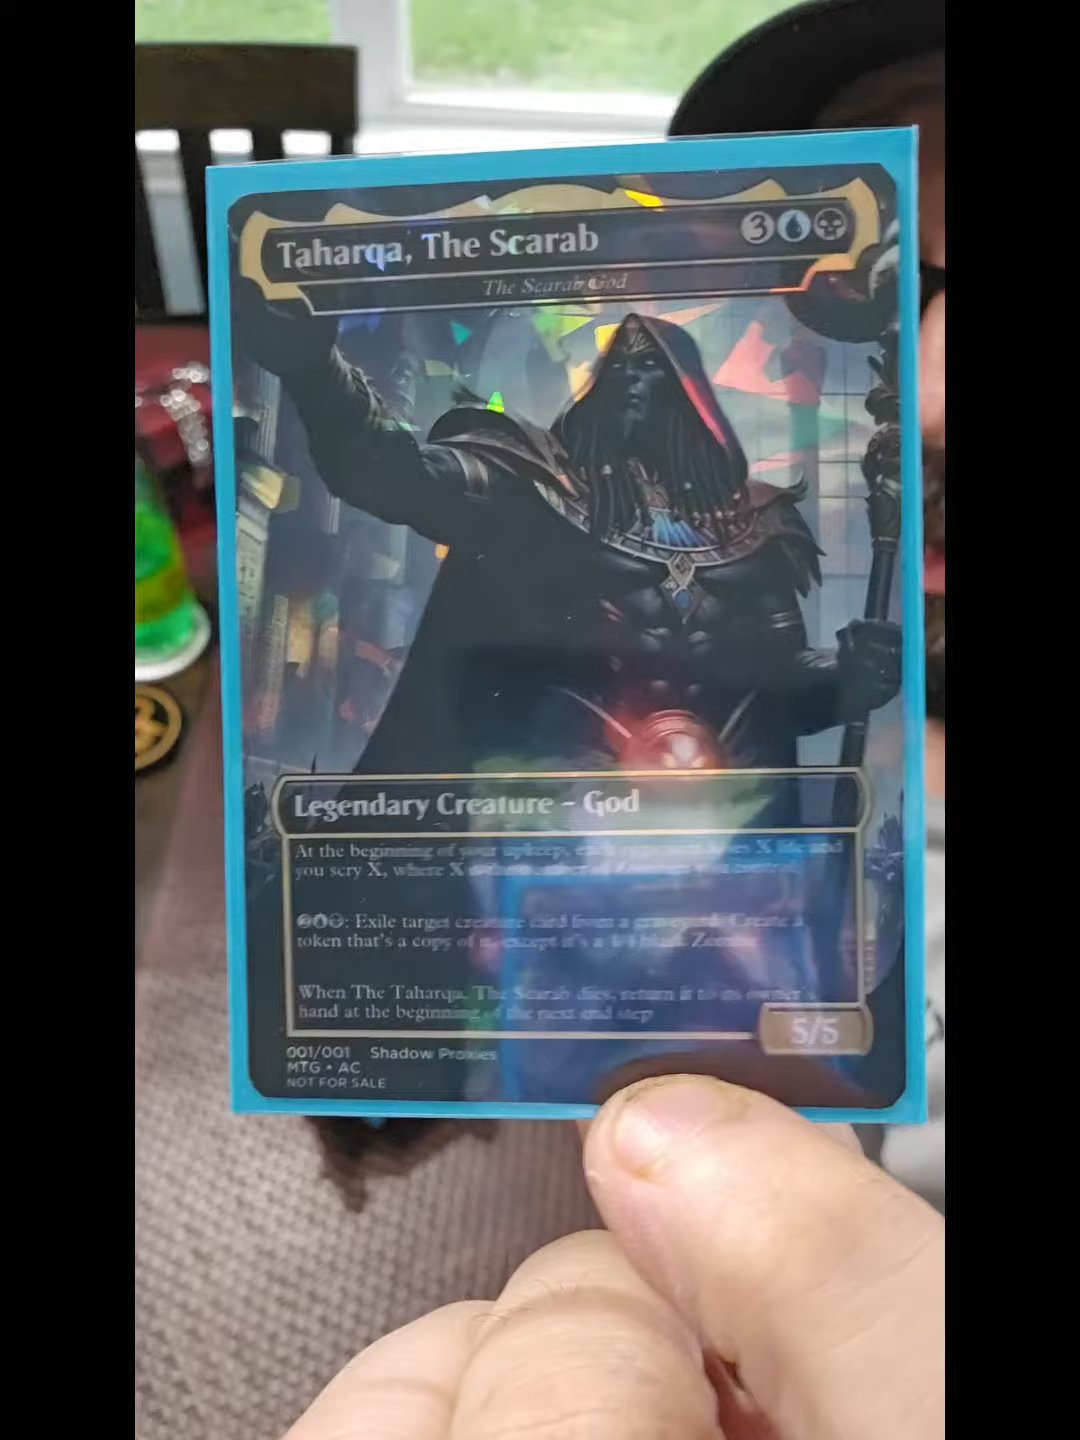 Taharqa, The Scarab 3
The Scarab God
Legendary Creature – God
At the beginning of your upkeep, each opponent loses X life and
you scry X, where X is the number of Zombies you control.
: Exile target creature card from a graveyard. Create a
token that's a copy of it, except it's a 4/4 black Zombie.
When The Taharqa, The Scarab dies, return it to its owner's
hand at the beginning of the next end step
5/5
001/001 Shadow Proxies
MTG • AC
NOT FOR SALE